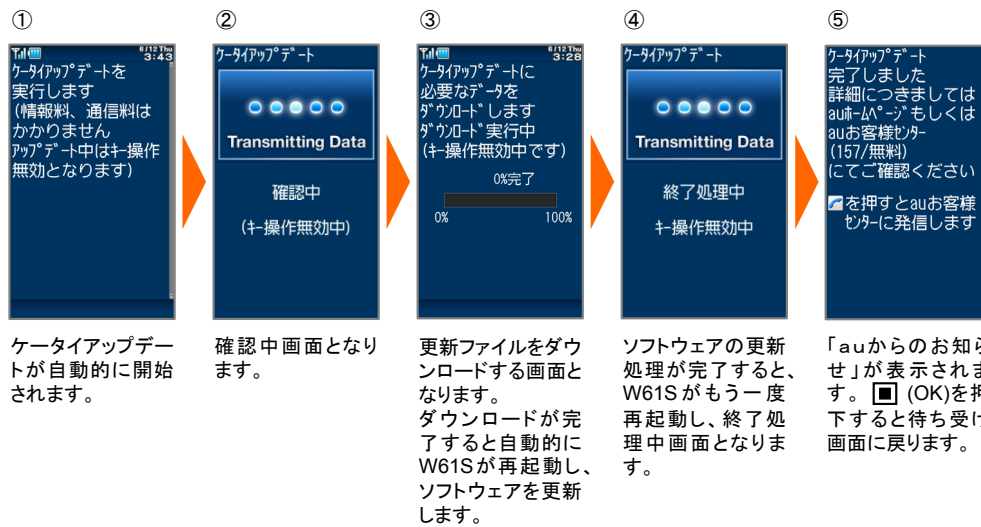 ①
6/12 Thu
3:43
ｹｰﾀｲｱｯﾌﾟﾃﾞｰﾄを
実行します
(情報料、通信料は
かかりません
ｱｯﾌﾟﾃﾞｰﾄ中はｷｰ操作
無効となります)
ケータイアップデー
トが自動的に開始
されます。
②
ｹｰﾀｲｱｯﾌﾟﾃﾞｰﾄ
Transmitting Data
確認中
(ｷｰ操作無効中)
確認中画面となり
ます。
③
6/12 Thu
3:28
ｹｰﾀｲｱｯﾌﾟﾃﾞｰﾄに
必要なﾃﾞｰﾀを
ﾀﾞｳﾝﾛｰﾄﾞします
ﾀﾞｳﾝﾛｰﾄﾞ実行中
(ｷｰ操作無効中です)
0%完了
0% 100%
更新ファイルをダウ
ンロードする画面と
なります。
ダウンロードが完
了すると自動的に
W61Sが再起動し、
ソフトウェアを更新
します。
④
ｹｰﾀｲｱｯﾌﾟﾃﾞｰﾄ
Transmitting Data
終了処理中
ｷｰ操作無効中
ソフトウェアの更新
処理が完了すると、
W61Sがもう一度
再起動し、終了処
理中画面となりま
す。
⑤
ｹｰﾀｲｱｯﾌﾟﾃﾞｰﾄ
完了しました
詳細につきましては
auﾎｰﾑﾍﾟｰｼﾞもしくは
auお客様ｾﾝﾀｰ
(157/無料)
にてご確認ください
を押すとauお客様
ｾﾝﾀｰに発信します
「ａｕからのお知ら
せ」が表示されま
す。 (OK)を押
下すると待ち受け
画面に戻ります。